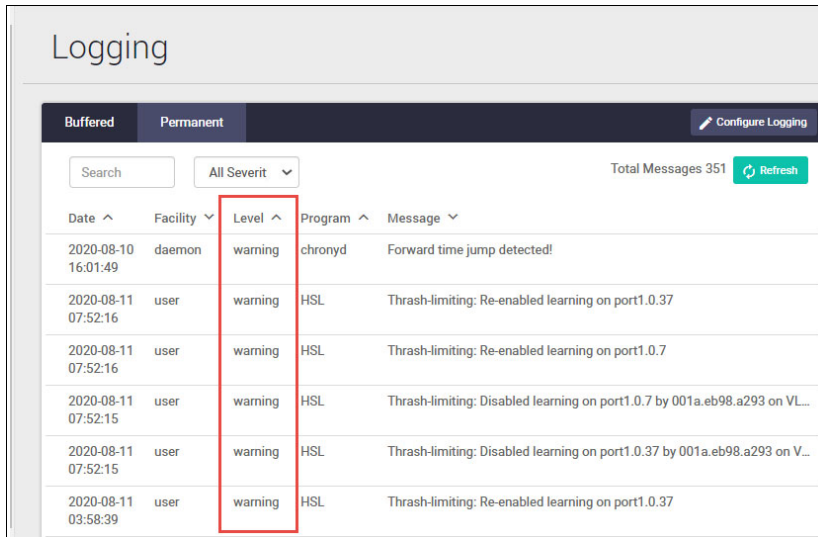 Logging
Buffered Permanent Configure Logging
Search All Severit Total Messages 351 Refresh
Date Facility Level Program Message
2020-08-10 daemon warning chronyd Forward time jump detected!
16:01:49
2020-08-11 user warning HSL Thrash-limiting: Re-enabled learning on port1.0.37
07:52:16
2020-08-11 user warning HSL Thrash-limiting: Re-enabled learning on port1.0.7
07:52:16
2020-08-11 user warning HSL Thrash-limiting: Disabled learning on port1.0.7 by 001a.eb98.a293 on VL...
07:52:15
2020-08-11 user warning HSL Thrash-limiting: Disabled learning on port1.0.37 by 001a.eb98.a293 on V...
07:52:15
2020-08-11 user warning HSL Thrash-limiting: Re-enabled learning on port1.0.37
03:58:39